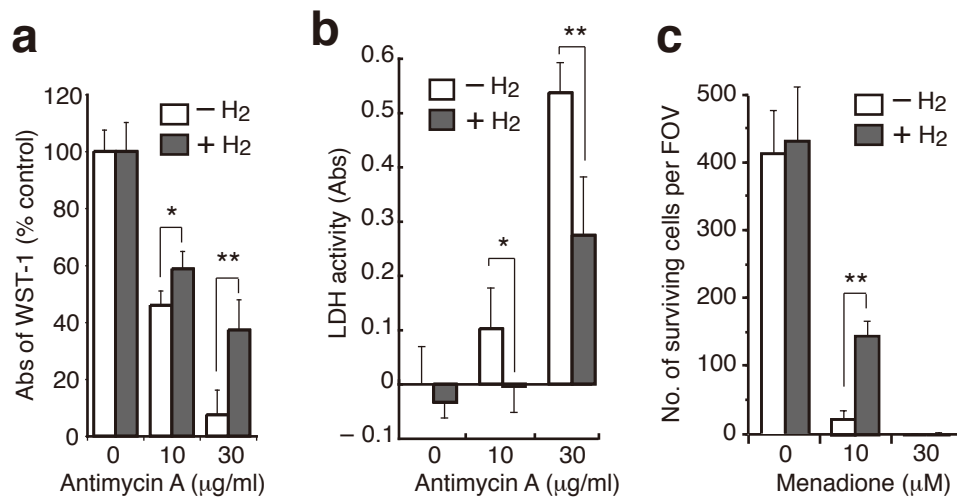 a
Abs of WST-1 (% control)
120
100
80
60
40
20
0
− H2
+ H2
*
**
0 10 30
Antimycin A (μg/ml)
b
LDH activity (Abs)
0.6
0.5
0.4
0.3
0.2
0.1
0
− 0.1
− H2
+ H2
*
**
0 10 30
Antimycin A (μg/ml)
c
No. of surviving cells per FOV
500
400
300
200
100
0
− H2
+ H2
**
0 10 30
Menadione (μM)